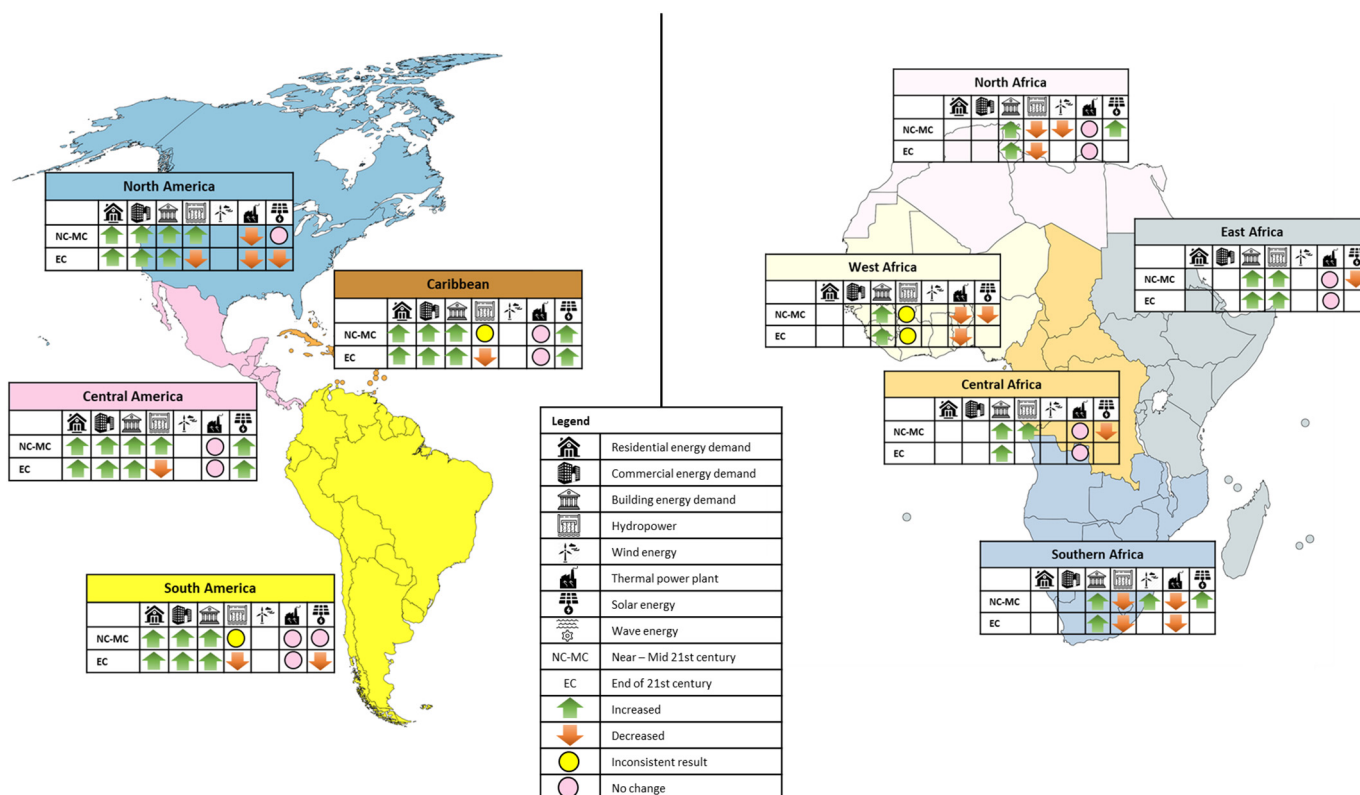 North America
NC-MC
EC
Caribbean
NC-MC
EC
Central America
NC-MC
EC
South America
NC-MC
EC
North Africa
NC-MC
EC
East Africa
NC-MC
EC
West Africa
NC-MC
EC
Central Africa
NC-MC
EC
Southern Africa
NC-MC
EC
Legend
Residential energy demand
Commercial energy demand
Building energy demand
Hydropower
Wind energy
Thermal power plant
Solar energy
Wave energy
NC-MC Near – Mid 21st century
EC End of 21st century
Increased
Decreased
Inconsistent result
No change